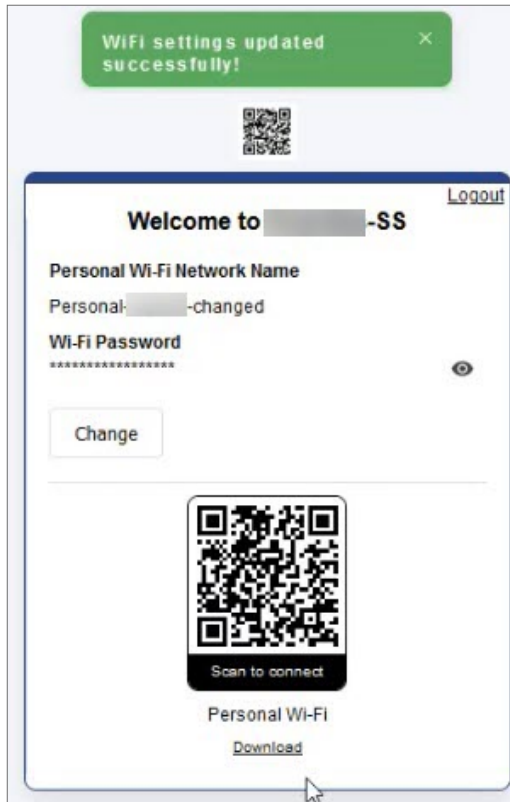 WiFi settings updated
successfully!
Logout
Welcome to -SS
Personal Wi-Fi Network Name
Personal- -changed
Wi-Fi Password
*****************
Change
Scan to connect
Personal Wi-Fi
Download